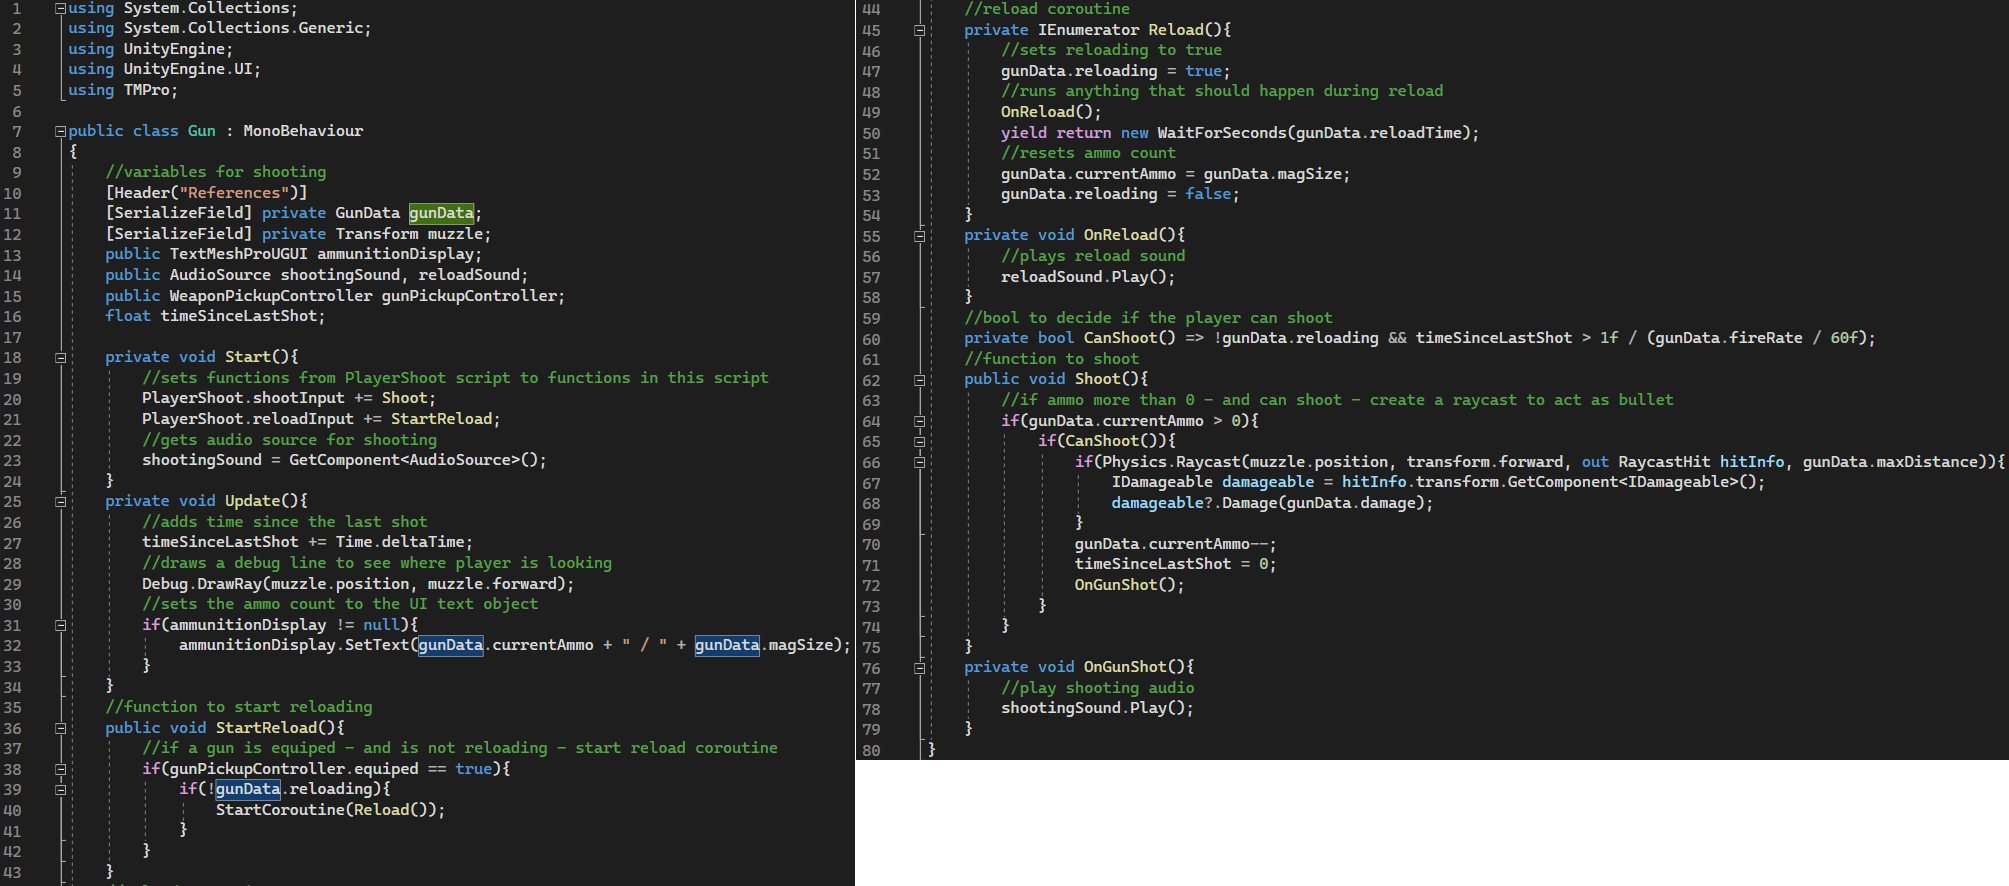 1 using System.Collections;
2 using System.Collections.Generic;
3 using UnityEngine;
4 using UnityEngine.UI;
5 using TMPro;
6
7 public class Gun : MonoBehaviour
8 {
9 //variables for shooting
10 [Header("References")]
11 [SerializeField] private GunData gunData;
12 [SerializeField] private Transform muzzle;
13 public TextMeshProUGUI ammunitionDisplay;
14 public AudioSource shootingSound, reloadSound;
15 public WeaponPickupController gunPickupController;
16 float timeSinceLastShot;
17
18 private void Start(){
19 //sets functions from PlayerShoot script to functions in this script
20 PlayerShoot.shootInput += Shoot;
21 PlayerShoot.reloadInput += StartReload;
22 //gets audio source for shooting
23 shootingSound = GetComponent<AudioSource>();
24 }
25 private void Update(){
26 //adds time since the last shot
27 timeSinceLastShot += Time.deltaTime;
28 //draws a debug line to see where player is looking
29 Debug.DrawRay(muzzle.position, muzzle.forward);
30 //sets the ammo count to the UI text object
31 if(ammunitionDisplay != null){
32 ammunitionDisplay.SetText(gunData.currentAmmo + " / " + gunData.magSize);
33 }
34 }
35 //function to start reloading
36 public void StartReload(){
37 //if a gun is equiped - and is not reloading - start reload coroutine
38 if(gunPickupController.equiped == true){
39 if(!gunData.reloading){
40 StartCoroutine(Reload());
41 }
42 }
43 }
44 //reload coroutine
45 private IEnumerator Reload(){
46 //sets reloading to true
47 gunData.reloading = true;
48 //runs anything that should happen during reload
49 OnReload();
50 yield return new WaitForSeconds(gunData.reloadTime);
51 //resets ammo count
52 gunData.currentAmmo = gunData.magSize;
53 gunData.reloading = false;
54 }
55 private void OnReload(){
56 //plays reload sound
57 reloadSound.Play();
58 }
59 //bool to decide if the player can shoot
60 private bool CanShoot() => !gunData.reloading && timeSinceLastShot > 1f / (gunData.fireRate / 60f);
61 //function to shoot
62 public void Shoot(){
63 //if ammo more than 0 - and can shoot - create a raycast to act as bullet
64 if(gunData.currentAmmo > 0){
65 if(CanShoot()){
66 if(Physics.Raycast(muzzle.position, transform.forward, out RaycastHit hitInfo, gunData.maxDistance)){
67 IDamageable damageable = hitInfo.transform.GetComponent<IDamageable>();
68 damageable?.Damage(gunData.damage);
69 }
70 gunData.currentAmmo--;
71 timeSinceLastShot = 0;
72 OnGunShot();
73 }
74 }
75 }
76 private void OnGunShot(){
77 //play shooting audio
78 shootingSound.Play();
79 }
80 }